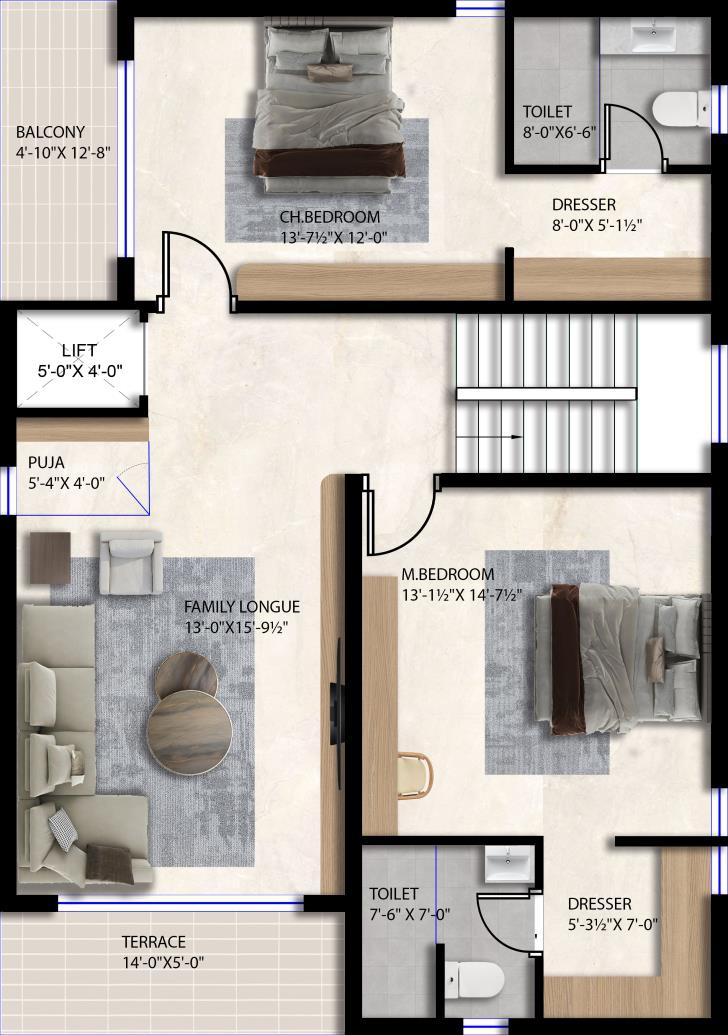 BALCONY
4'-10"X 12'-8"
TOILET
8'-0"X6'-6"
CH.BEDROOM
13'-7½"X 12'-0"
DRESSER
8'-0"X 5'-1½"
LIFT
5'-0"X 4'-0"
PUJA
5'-4"X 4'-0"
M.BEDROOM
13'-1½"X 14'-7½"
FAMILY LONGUE
13'-0"X15'-9½"
TOILET
7'-6" X 7'-0"
DRESSER
5'-3½"X 7'-0"
TERRACE
14'-0"X5'-0"